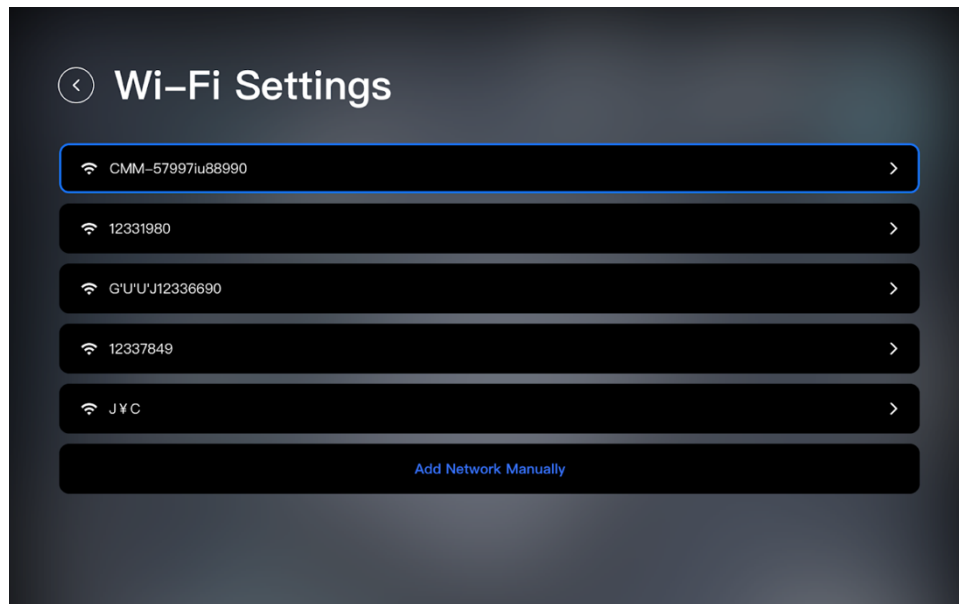 Wi–Fi Settings
CMM–57997iu88990
12331980
G'U'U'J12336690
12337849
J¥C
Add Network Manually